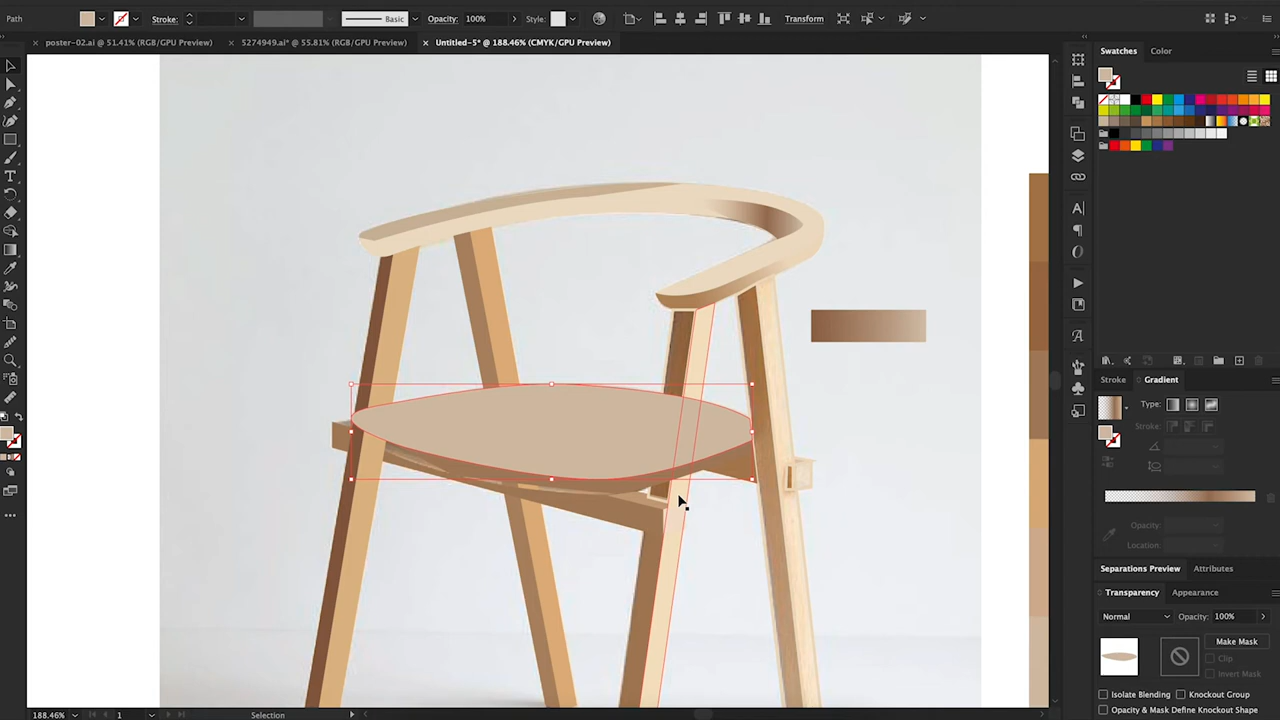 Path
Stroke:
Basic
Opacity: 100%
Style:
Transform
poster-02.ai @ 51.41% (RGB/GPU Preview)
5274949.ai* @ 55.81% (RGB/GPU Preview)
Untitled-5* @ 188.46% (CMYK/GPU Preview)
Swatches
Color
Stroke
Gradient
Type:
Stroke:
Opacity:
Location:
Separations Preview
Attributes
Transparency
Appearance
Normal
Opacity: 100%
Make Mask
Clip
Invert Mask
Isolate Blending
Knockout Group
Opacity & Mask Define Knockout Shape
188.46%
1
Selection